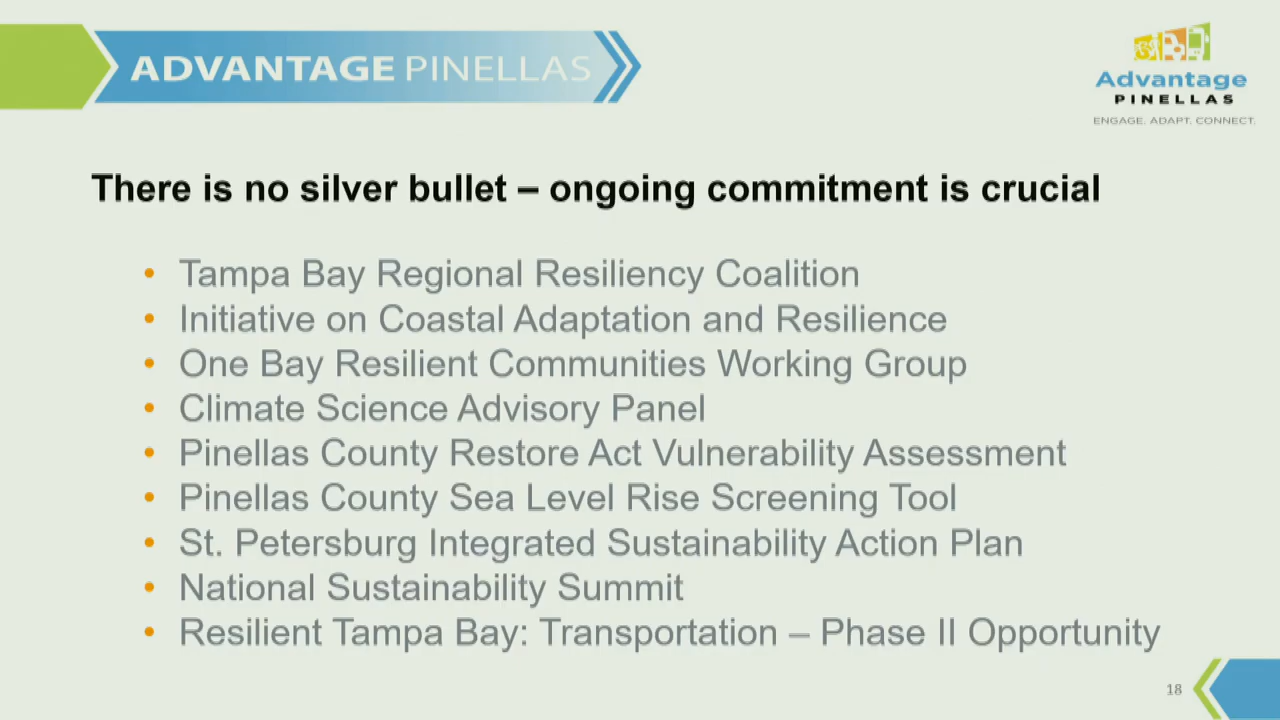 ADVANTAGE PINELLAS
Advantage
PINELLAS
ENGAGE. ADAPT. CONNECT.
There is no silver bullet – ongoing commitment is crucial
• Tampa Bay Regional Resiliency Coalition
• Initiative on Coastal Adaptation and Resilience
• One Bay Resilient Communities Working Group
• Climate Science Advisory Panel
• Pinellas County Restore Act Vulnerability Assessment
• Pinellas County Sea Level Rise Screening Tool
• St. Petersburg Integrated Sustainability Action Plan
• National Sustainability Summit
• Resilient Tampa Bay: Transportation – Phase II Opportunity
18